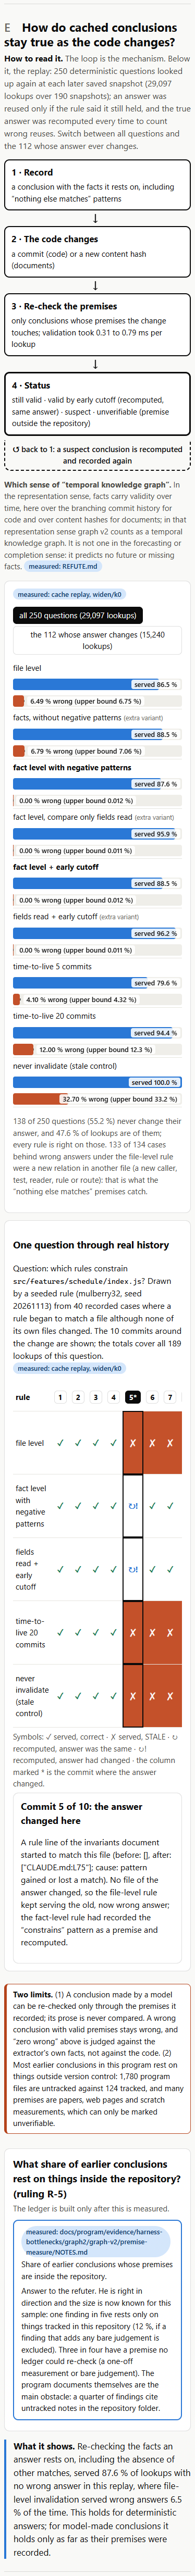 E How do cached conclusions
stay true as the code changes?
How to read it. The loop is the mechanism. Below
it, the replay: 250 deterministic questions looked
up again at each later saved snapshot (29,097
lookups over 190 snapshots); an answer was
reused only if the rule said it still held, and the true
answer was recomputed every time to count
wrong reuses. Switch between all questions and
the 112 whose answer ever changes.
1 · Record
a conclusion with the facts it rests on, including
"nothing else matches" patterns
↓
2 · The code changes
a commit (code) or a new content hash
(documents)
↓
3 · Re-check the premises
only conclusions whose premises the change
touches; validation took 0.31 to 0.79 ms per
lookup
↓
4 · Status
still valid · valid by early cutoff (recomputed,
same answer) · suspect · unverifiable (premise
outside the repository)
↺ back to 1: a suspect conclusion is recomputed
and recorded again
Which sense of "temporal knowledge graph". In
the representation sense, facts carry validity over
time, here over the branching commit history for
code and over content hashes for documents; in that
representation sense graph v2 counts as a temporal
knowledge graph. It is not one in the forecasting or
completion sense: it predicts no future or missing
facts. measured: REFUTE.md
measured: cache replay, widen/k0
all 250 questions (29,097 lookups)
the 112 whose answer changes (15,240
lookups)
file level
served 86.5 %
6.49 % wrong (upper bound 6.75 %)
facts, without negative patterns (extra variant)
served 88.5 %
6.79 % wrong (upper bound 7.06 %)
fact level with negative patterns
served 87.6 %
0.00 % wrong (upper bound 0.012 %)
fact level, compare only fields read (extra variant)
served 95.9 %
0.00 % wrong (upper bound 0.011 %)
fact level + early cutoff
served 88.5 %
0.00 % wrong (upper bound 0.012 %)
fields read + early cutoff (extra variant)
served 96.2 %
0.00 % wrong (upper bound 0.011 %)
time-to-live 5 commits
served 79.6 %
4.10 % wrong (upper bound 4.32 %)
time-to-live 20 commits
served 94.4 %
12.00 % wrong (upper bound 12.3 %)
never invalidate (stale control)
served 100.0 %
32.70 % wrong (upper bound 33.2 %)
138 of 250 questions (55.2 %) never change their
answer, and 47.6 % of lookups are of them;
every rule is right on those. 133 of 134 cases
behind wrong answers under the file-level rule
were a new relation in another file (a new caller,
test, reader, rule or route): that is what the
"nothing else matches" premises catch.
One question through real history
Question: which rules constrain
src/features/schedule/index.js? Drawn
by a seeded rule (mulberry32, seed
20261113) from 40 recorded cases where a
rule began to match a file although none
of its own files changed. The 10 commits
around the change are shown; the totals cover all 189
lookups of this question.
measured: cache replay, widen/k0
rule 1 2 3 4 5* 6 7
file level ✓ ✓ ✓ ✓ ✗ ✗ ✗
fact level
with
negative
patterns ✓ ✓ ✓ ✓ ↻! ✓ ✓
fields
read +
early
cutoff ✓ ✓ ✓ ✓ ↻! ✓ ✓
time-to-
live 20
commits ✓ ✓ ✓ ✓ ✗ ✗ ✗
never
invalidate
(stale
control) ✓ ✓ ✓ ✓ ✗ ✗ ✗
Symbols: ✓ served, correct · ✗ served, STALE · ↻
recomputed, answer was the same · ↻!
recomputed, answer had changed · the column
marked * is the commit where the answer
changed.
Commit 5 of 10: the answer
changed here
A rule line of the invariants document
started to match this file (before: [], after:
["CLAUDE.md:L75"]; cause: pattern
gained or lost a match). No file of the
answer changed, so the file-level rule
kept serving the old, now wrong answer;
the fact-level rule had recorded the
"constrains" pattern as a premise and
recomputed.
Two limits. (1) A conclusion made by a model
can be re-checked only through the premises it
recorded; its prose is never compared. A wrong
conclusion with valid premises stays wrong, and
"zero wrong" above is judged against the
extractor's own facts, not against the code. (2)
Most earlier conclusions in this program rest on
things outside version control: 1,780 program
files are untracked against 124 tracked, and many
premises are papers, web pages and scratch
measurements, which can only be marked
unverifiable.
What share of earlier conclusions
rest on things inside the repository?
(ruling R-5)
The ledger is built only after this is measured.
measured: docs/program/evidence/harness-
bottlenecks/graph2/graph-v2/premise-
measure/NOTES.md
Share of earlier conclusions whose premises
are inside the repository.
Answer to the refuter. He is right in
direction and the size is now known for this
sample: one finding in five rests only on
things tracked in this repository (12 %, if a
finding that adds any bare judgement is
excluded). Three in four have a premise no
ledger could re-check (a one-off
measurement or bare judgement). The
program documents themselves are the
main obstacle: a quarter of findings cite
untracked notes in the repository folder.
What it shows. Re-checking the facts an
answer rests on, including the absence of
other matches, served 87.6 % of lookups with
no wrong answer in this replay, where file-
level invalidation served wrong answers 6.5
% of the time. This holds for deterministic
answers; for model-made conclusions it
holds only as far as their premises were
recorded.